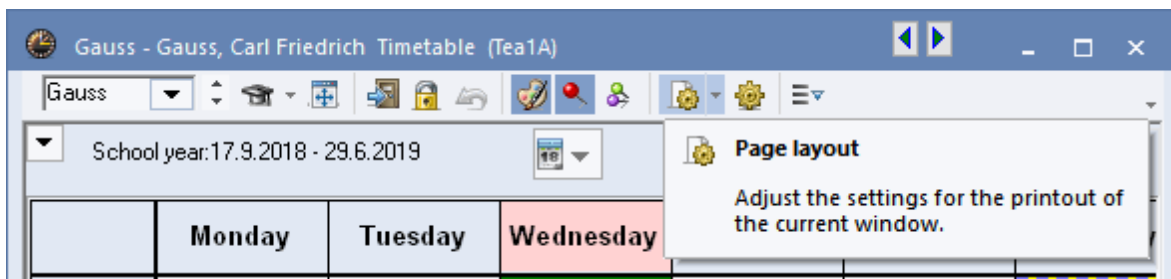 Gauss - Gauss, Carl Friedrich Timetable (Tea1A)
Gauss
School year:17.9.2018 - 29.6.2019
18
Page layout
Adjust the settings for the printout of
the current window.
Monday Tuesday Wednesday